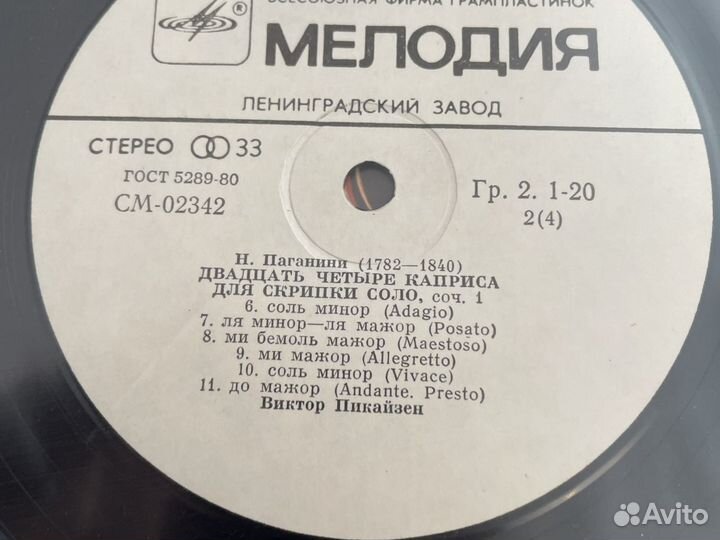 ВСЕСОЮЗНАЯ ФИРМА ГРАМПЛАСТИНОК
®
МЕЛОДИЯ
ЛЕНИНГРАДСКИЙ ЗАВОД
СТЕРЕО 33
ГОСТ 5289-80
СМ-02342
Гр. 2. 1-20
2(4)
Н. Паганини (1782—1840)
ДВАДЦАТЬ ЧЕТЫРЕ КАПРИСА
ДЛЯ СКРИПКИ СОЛО, соч. 1
6. соль минор (Adagio)
7. ля минор—ля мажор (Posato)
8. ми бемоль мажор (Maestoso)
9. ми мажор (Allegretto)
10. соль минор (Vivace)
11. до мажор (Andante. Presto)
Виктор Пикайзен
Avito